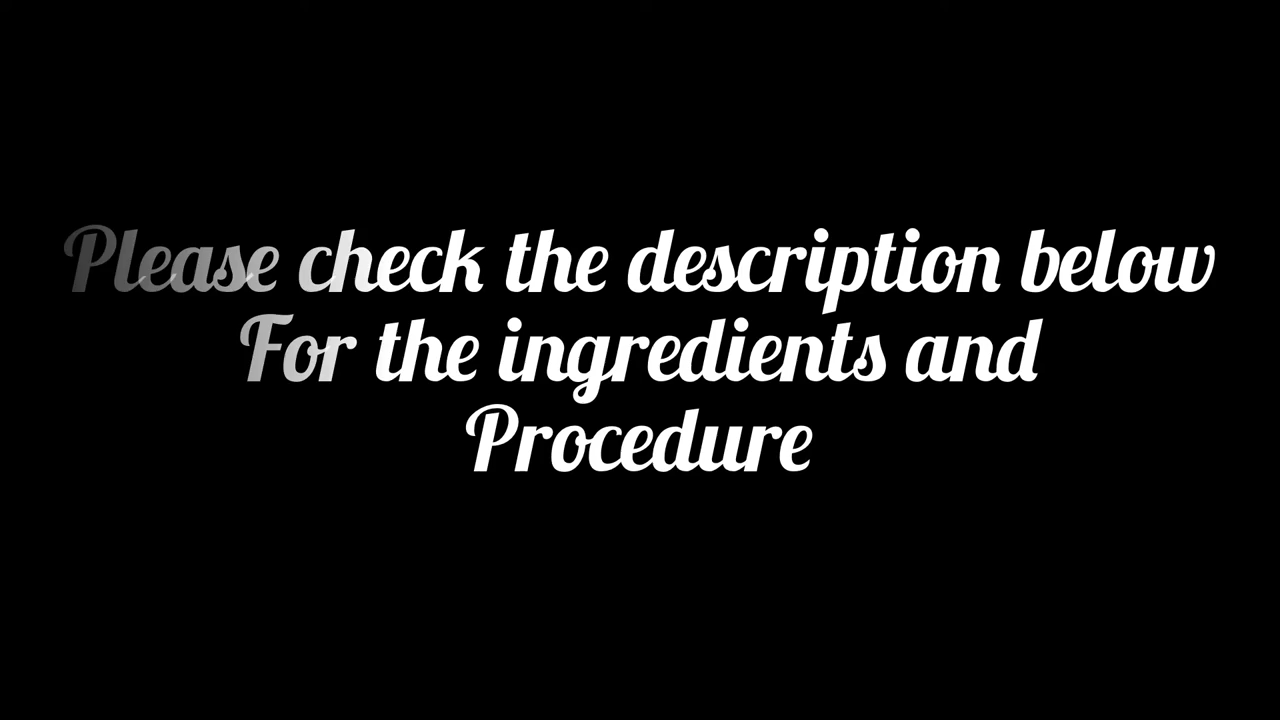 Please check the description below
For the ingredients and
Procedure